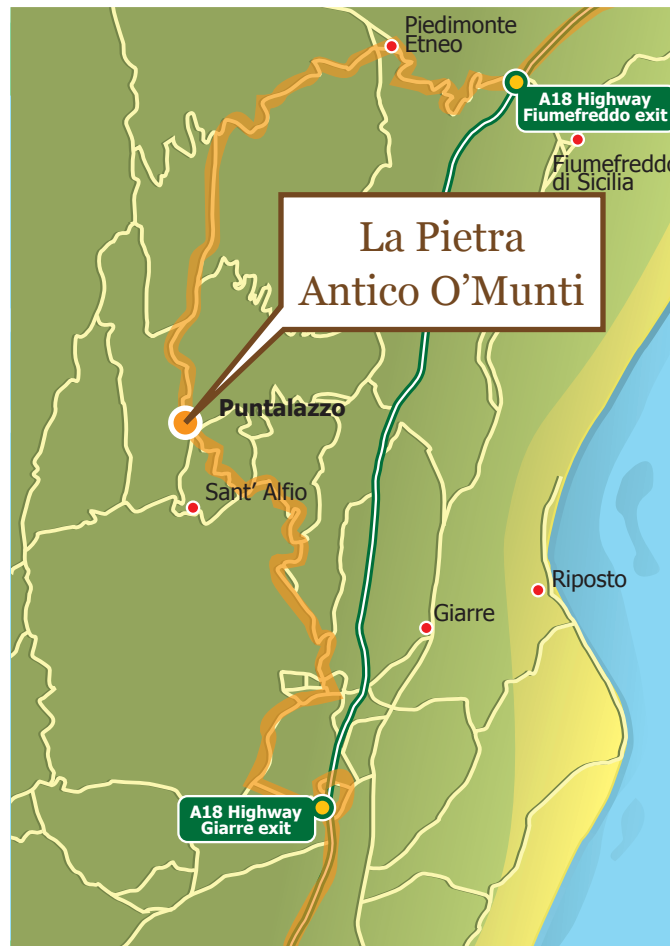 Piedimonte
Etneo
A18 Highway
Fiumefreddo exit
Fiumefreddo
di Sicilia
La Pietra
Antico O’Munti
Puntalazzo
Sant’ Alfio
Riposto
Giarre
A18 Highway
Giarre exit